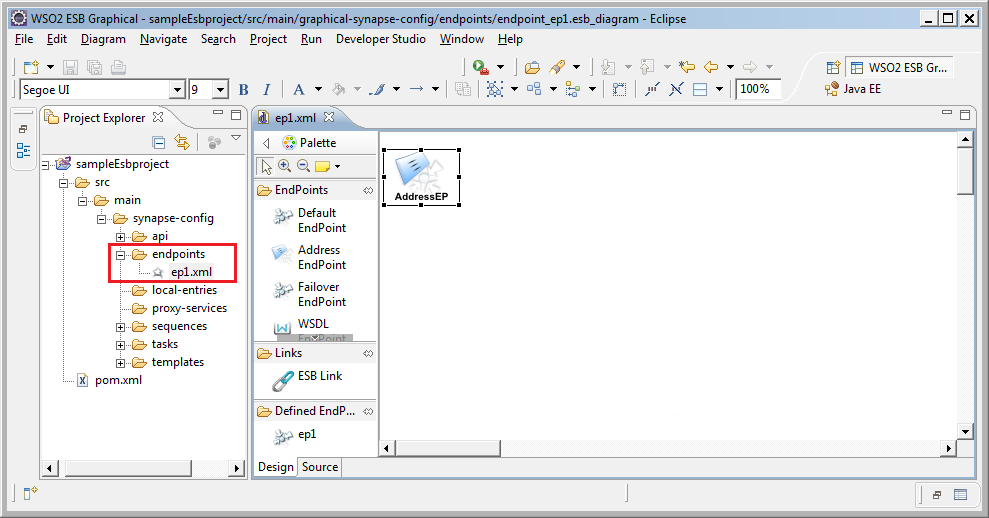 WSO2 ESB Graphical - sampleEsbproject/src/main/graphical-synapse-config/endpoints/endpoint_ep1.esb_diagram - Eclipse
File Edit Diagram Navigate Search Project Run Developer Studio Window Help
WSO2 ESB Gr...
Segoe UI 9 B I A 100% Java EE
Project Explorer
ep1.xml
Palette
sampleEsbproject
src
main
synapse-config
api
endpoints
ep1.xml
local-entries
proxy-services
sequences
tasks
templates
pom.xml
EndPoints
Default
EndPoint
Address
EndPoint
Failover
EndPoint
WSDL
EndPoint
Links
ESB Link
Defined EndP...
ep1
Design Source
AddressEP